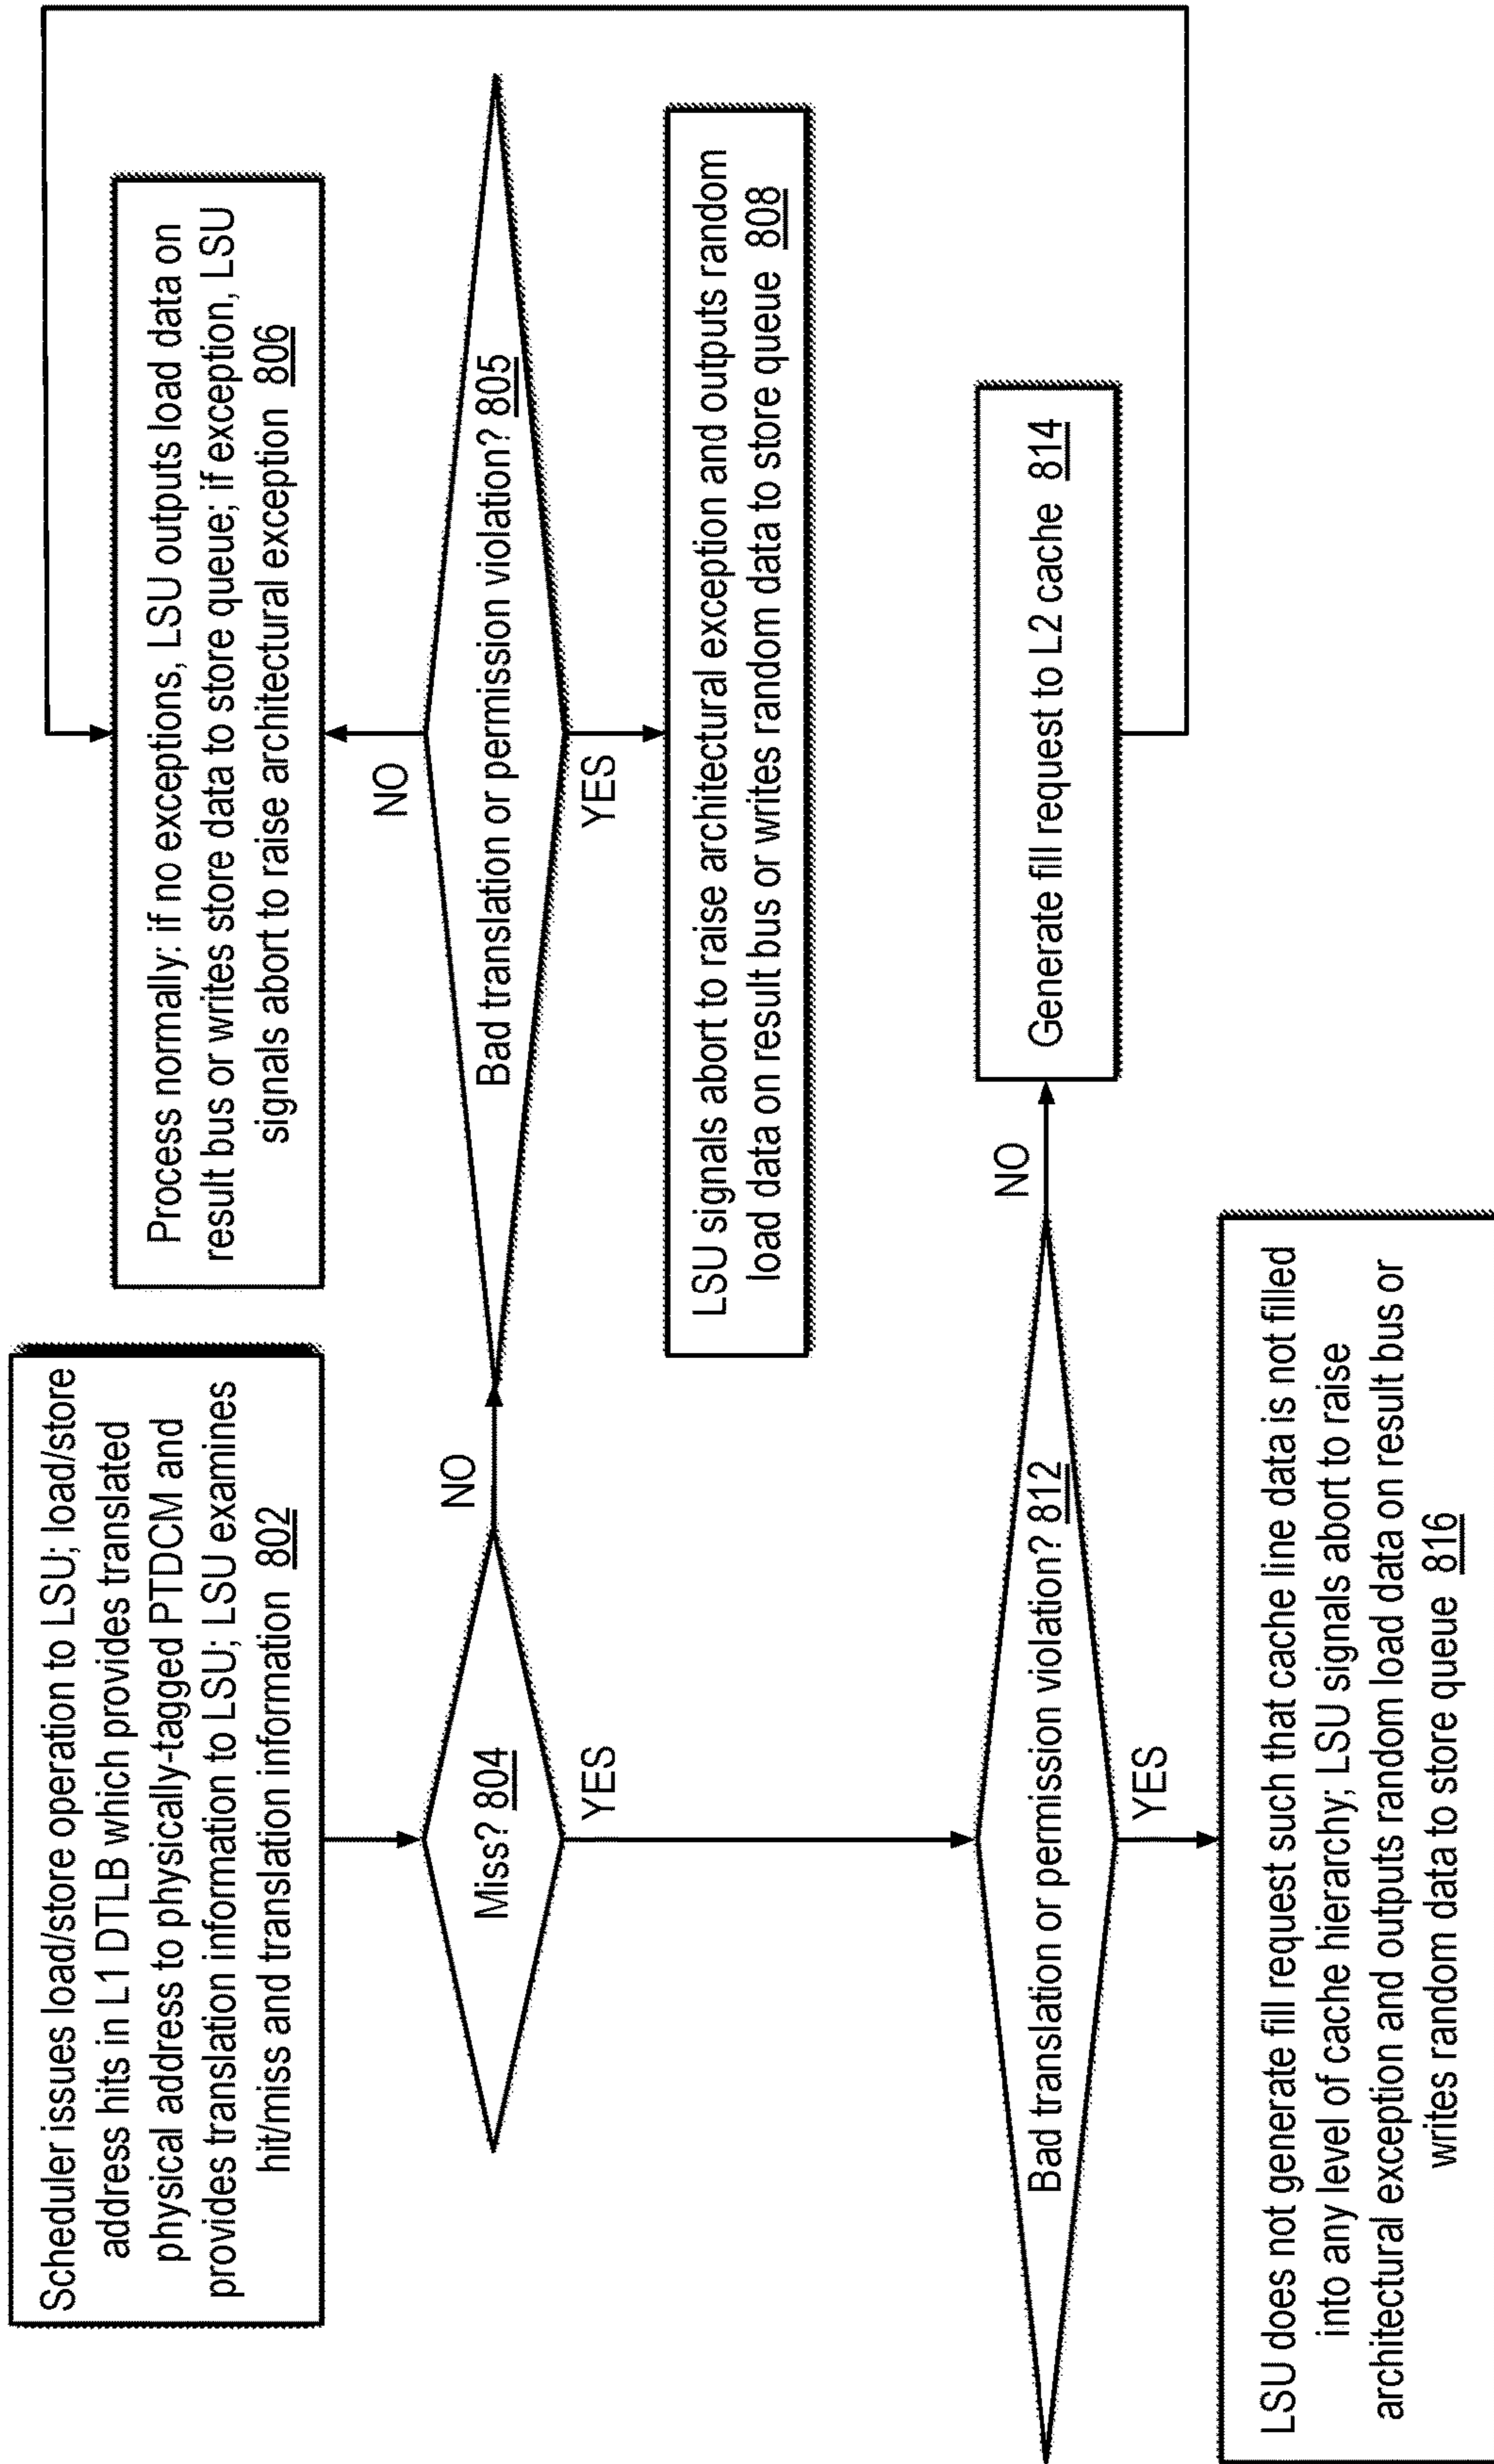 Scheduler issues load/store operation to LSU; load/store
address hits in L1 DTLB which provides translated
physical address to physically-tagged PTDCM and
provides translation information to LSU; LSU examines
hit/miss and translation information 802
Miss? 804
NO
YES
Bad translation or permission violation? 805
NO
YES
Process normally: if no exceptions, LSU outputs load data on
result bus or writes store data to store queue; if exception, LSU
signals abort to raise architectural exception 806
LSU signals abort to raise architectural exception and outputs random
load data on result bus or writes random data to store queue 808
Bad translation or permission violation? 812
NO
YES
Generate fill request to L2 cache 814
LSU does not generate fill request such that cache line data is not filled
into any level of cache hierarchy; LSU signals abort to raise
architectural exception and outputs random load data on result bus or
writes random data to store queue 816